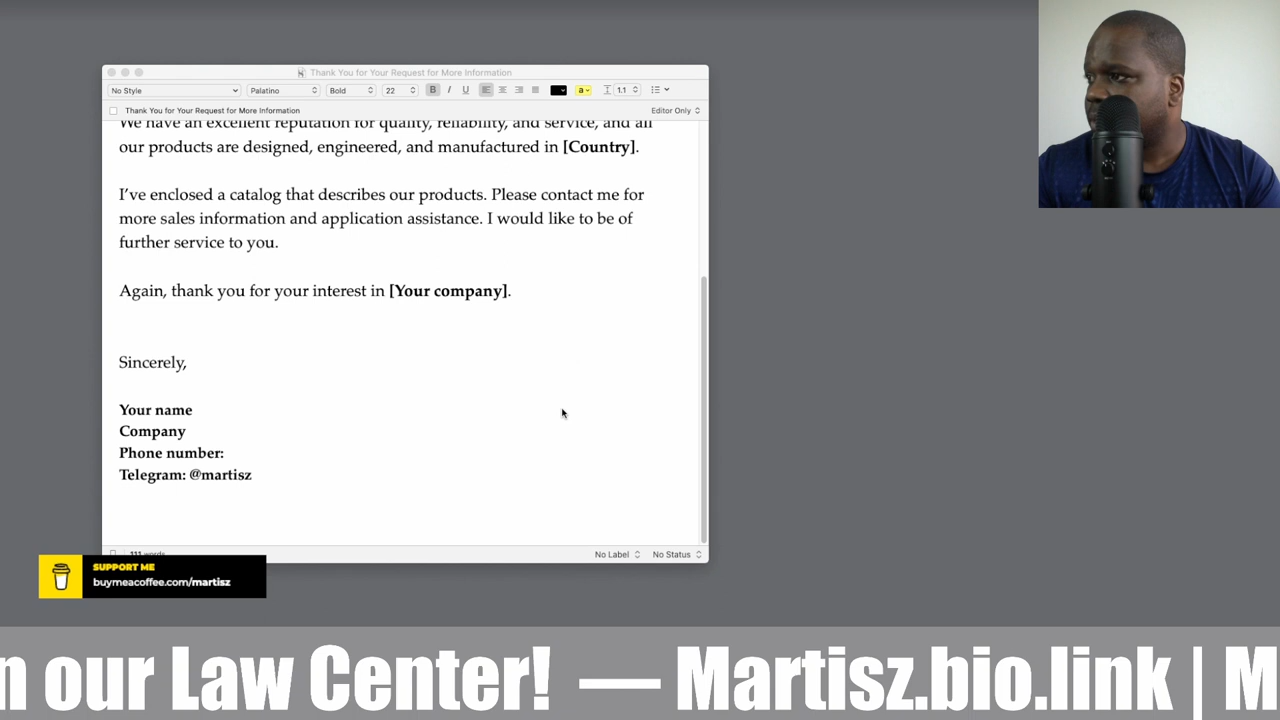 Thank You for Your Request for More Information
No Style
Palatino
Bold
22
B I U
a
1.1
Thank You for Your Request for More Information
Editor Only
We have an excellent reputation for quality, reliability, and service, and all
our products are designed, engineered, and manufactured in [Country].
I’ve enclosed a catalog that describes our products. Please contact me for
more sales information and application assistance. I would like to be of
further service to you.
Again, thank you for your interest in [Your company].
Sincerely,
Your name
Company
Phone number:
Telegram: @martisz
111 words
No Label
No Status
SUPPORT ME
buymeacoffee.com/martisz
n our Law Center! — Martisz.bio.link | M